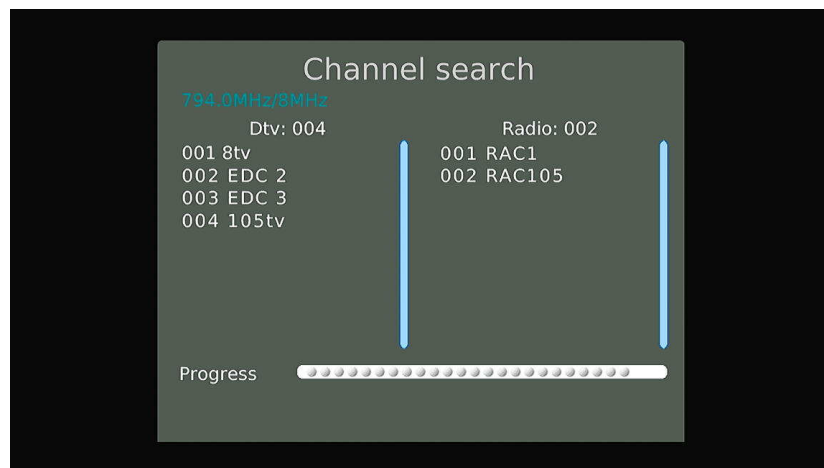 Channel search
794.0MHz/8MHz
Dtv: 004
001 8tv
002 EDC 2
003 EDC 3
004 105tv
Radio: 002
001 RAC1
002 RAC105
Progress